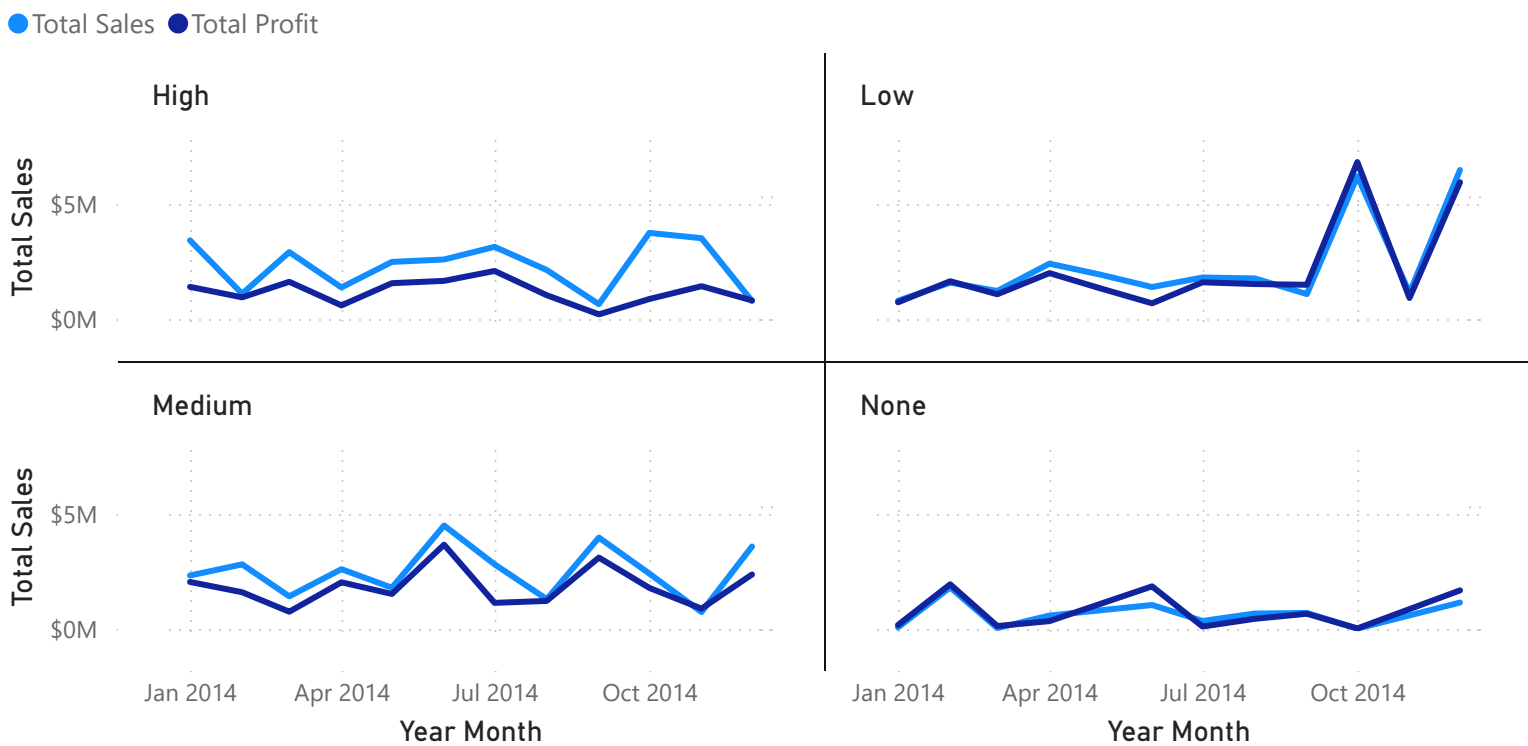 Total Sales Total Profit
High
Low
Total Sales
$5M
$0M
Medium
None
Total Sales
$5M
$0M
Jan 2014 Apr 2014 Jul 2014 Oct 2014
Jan 2014 Apr 2014 Jul 2014 Oct 2014
Year Month
Year Month